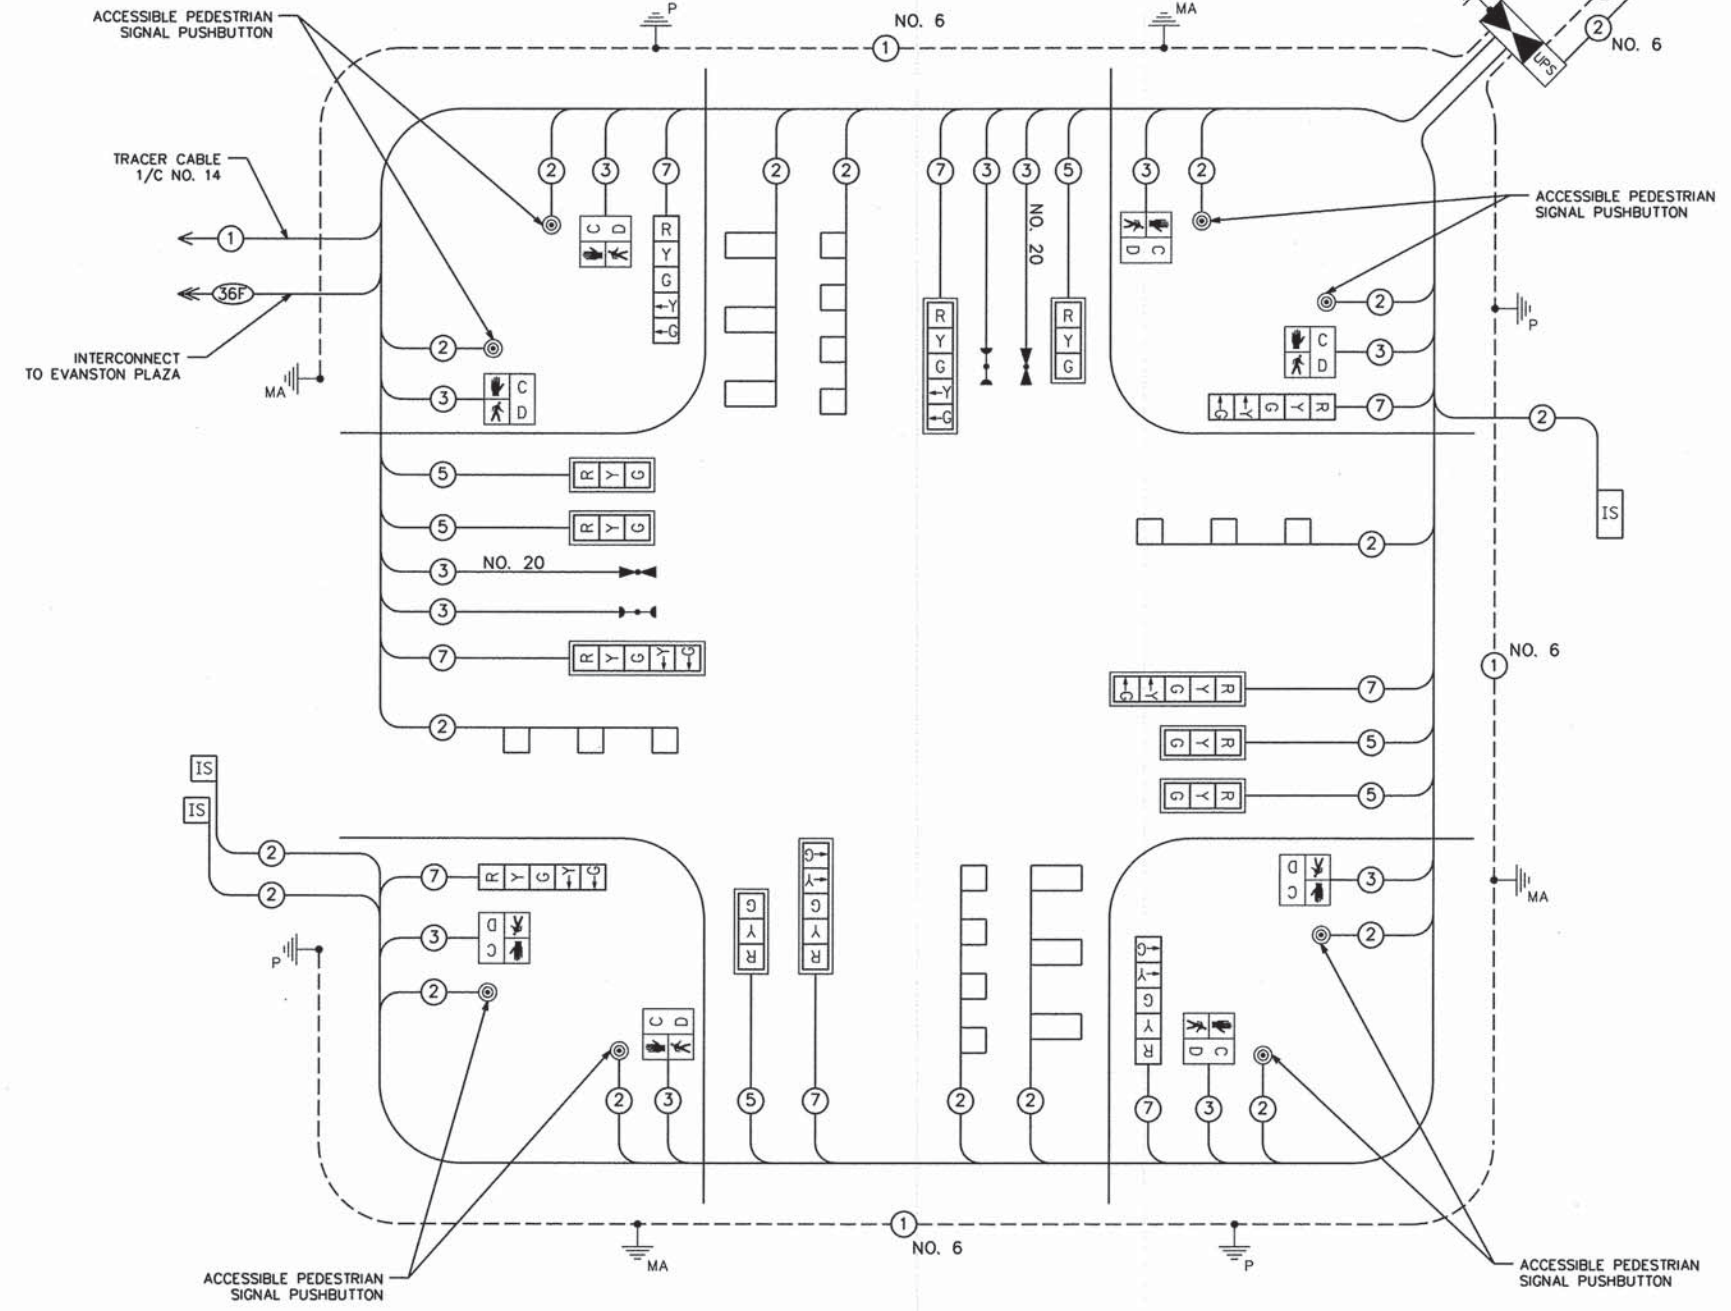 ACCESSIBLE PEDESTRIAN
SIGNAL PUSHBUTTON
P
NO. 6
1
MA
UPS
2
NO. 6
TRACER CABLE
1/C NO. 14
2
3
7
2
2
7
3
3
5
3
2
ACCESSIBLE PEDESTRIAN
SIGNAL PUSHBUTTON
1
36F
INTERCONNECT
TO EVANSTON PLAZA
C D
R
Y
G
Y
G
NO. 20
R
Y
G
Y
G
R
Y
G
D C
2
P
C
D
3
G Y G Y R
7
2
IS
MA
2
3
C
D
5
R Y G
5
R Y G
3
NO. 20
3
7
R Y G Y G
2
2
1
NO. 6
G Y G Y R
7
G Y R
5
G Y R
5
IS
IS
2
2
7
R Y G Y G
3
D
C
2
P
C D
2
3
G
Y
R
5
G
Y
G
Y
R
7
2
2
G
Y
G
Y
R
7
D C
3
2
D
C
3
2
MA
1
NO. 6
MA
P
ACCESSIBLE PEDESTRIAN
SIGNAL PUSHBUTTON
ACCESSIBLE PEDESTRIAN
SIGNAL PUSHBUTTON